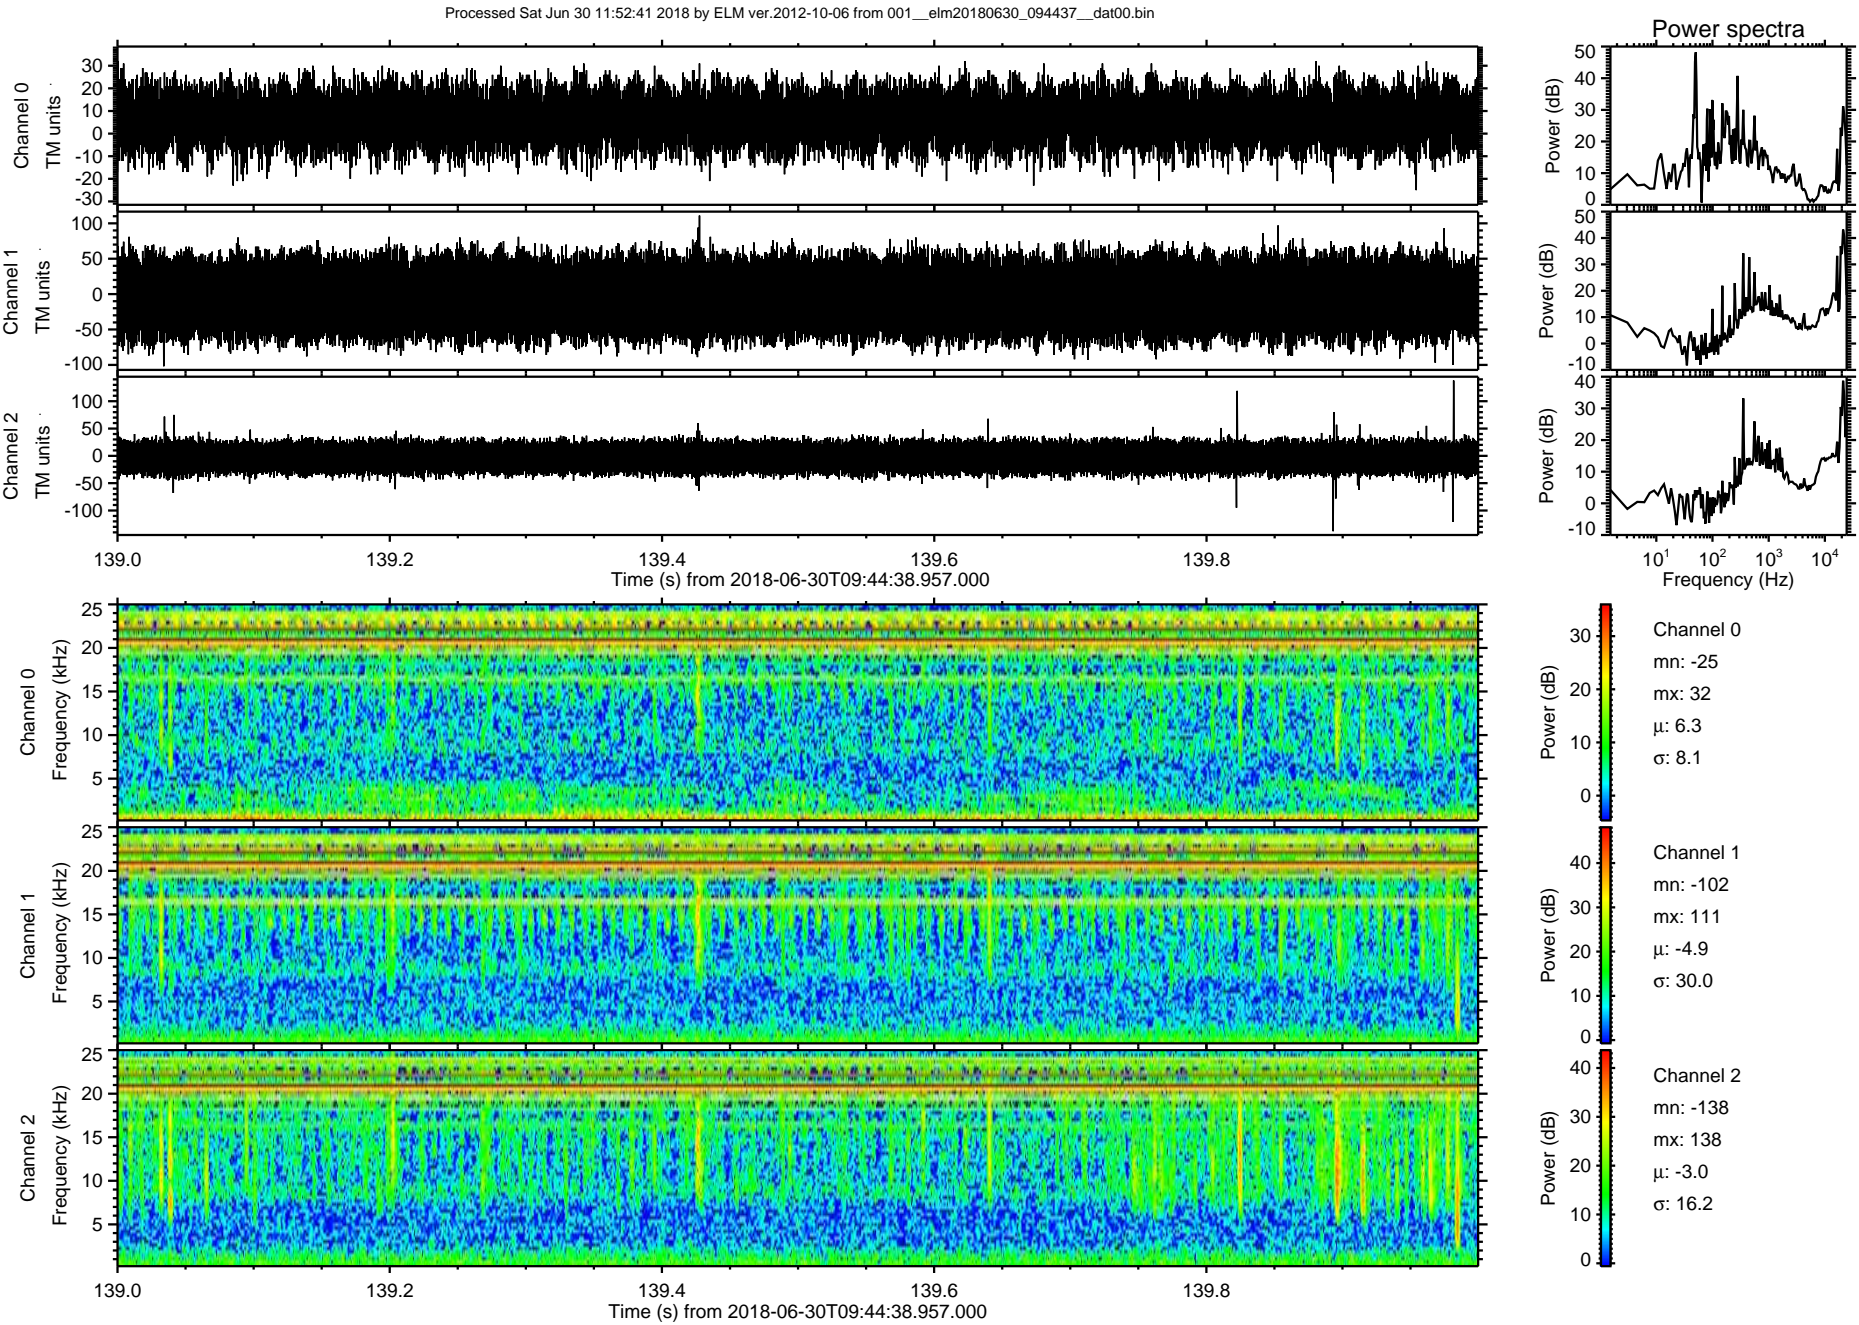 Processed Sat Jun 30 11:52:41 2018 by ELM ver.2012-10-06 from 001__elm20180630_094437__dat00.bin
Power spectra
Channel 0
TM units
30
20
10
0
-10
-20
-30
Power (dB)
50
40
30
20
10
0
Channel 1
TM units
100
50
0
-50
-100
Power (dB)
50
40
30
20
10
0
-10
Channel 2
TM units
100
50
0
-50
-100
Power (dB)
40
30
20
10
0
-10
139.0 139.2 139.4 139.6 139.8
Time (s) from 2018-06-30T09:44:38.957.000
10¹ 10² 10³ 10⁴
Frequency (Hz)
Channel 0
Frequency (kHz)
25
20
15
10
5
Power (dB)
30
20
10
0
Channel 0
mn: -25
mx: 32
μ: 6.3
σ: 8.1
Channel 1
Frequency (kHz)
25
20
15
10
5
Power (dB)
40
30
20
10
0
Channel 1
mn: -102
mx: 111
μ: -4.9
σ: 30.0
Channel 2
Frequency (kHz)
25
20
15
10
5
Power (dB)
40
30
20
10
0
Channel 2
mn: -138
mx: 138
μ: -3.0
σ: 16.2
139.0 139.2 139.4 139.6 139.8
Time (s) from 2018-06-30T09:44:38.957.000